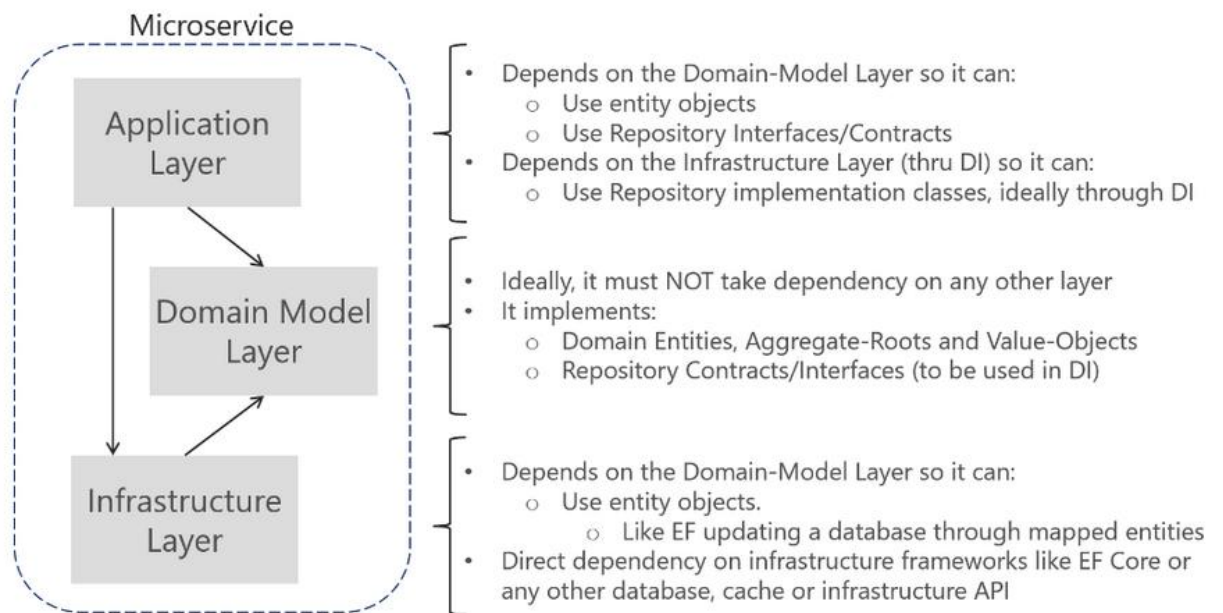 Microservice
Application
Layer
Domain Model
Layer
Infrastructure
Layer
• Depends on the Domain-Model Layer so it can:
o Use entity objects
o Use Repository Interfaces/Contracts
• Depends on the Infrastructure Layer (thru DI) so it can:
o Use Repository implementation classes, ideally through DI
• Ideally, it must NOT take dependency on any other layer
• It implements:
o Domain Entities, Aggregate-Roots and Value-Objects
o Repository Contracts/Interfaces (to be used in DI)
• Depends on the Domain-Model Layer so it can:
o Use entity objects.
o Like EF updating a database through mapped entities
• Direct dependency on infrastructure frameworks like EF Core or
any other database, cache or infrastructure API